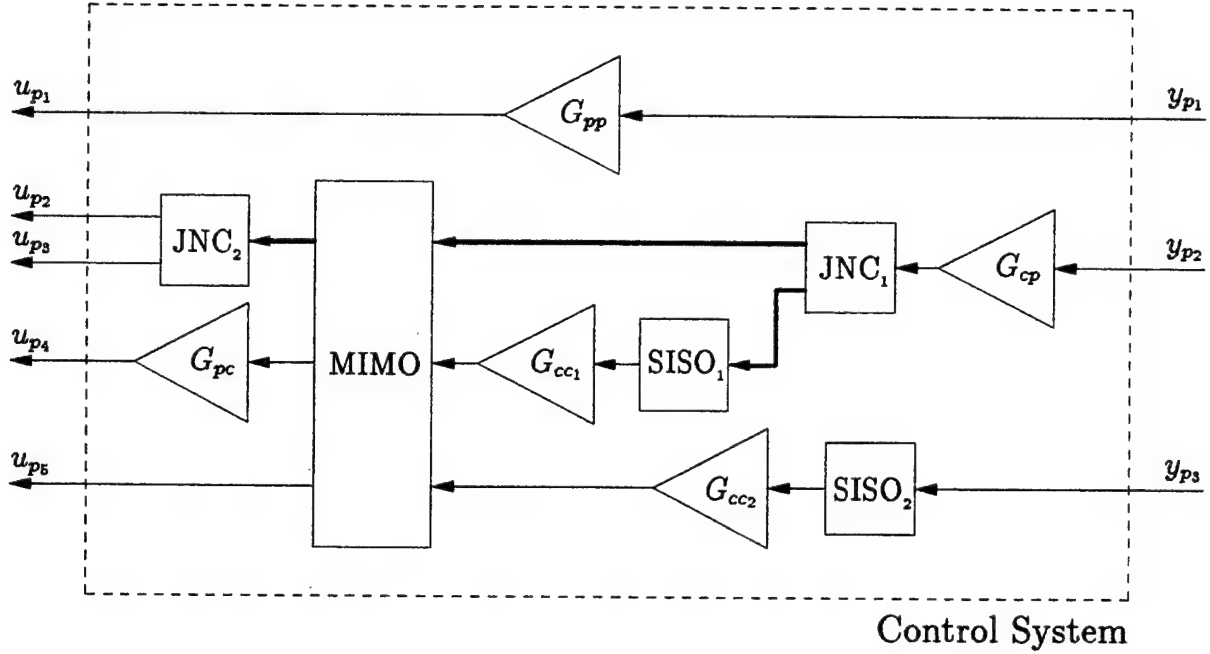 u_{p_1} G_{pp} y_{p_1}
u_{p_2}
u_{p_3} JNC_2 JNC_1 G_{cp} y_{p_2}
u_{p_4} G_{pc} MIMO G_{cc_1} SISO_1
u_{p_5} G_{cc_2} SISO_2 y_{p_3}
Control System